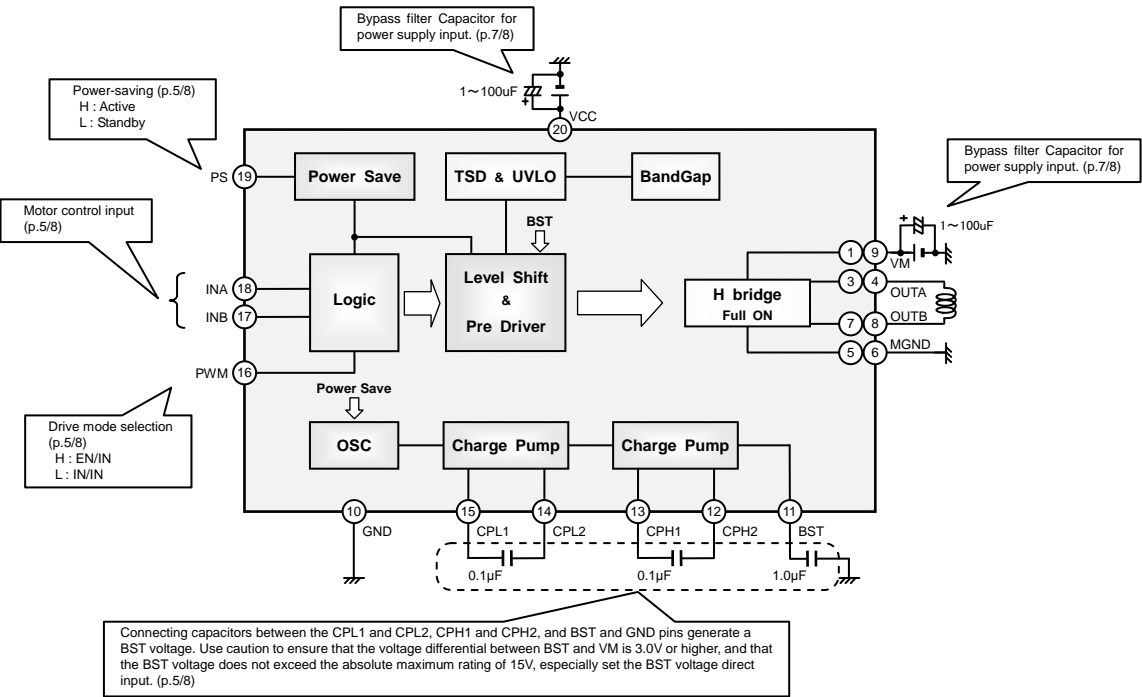 Bypass filter Capacitor for
power supply input. (p.7/8)
Power-saving (p.5/8)
H : Active
L : Standby
1~100uF
+
VCC
20
Bypass filter Capacitor for
power supply input. (p.7/8)
PS 19
Power Save
TSD & UVLO
BandGap
Motor control input
(p.5/8)
BST
+
1~100uF
1 9
VM
INA 18
Logic
Level Shift
&
Pre Driver
H bridge
Full ON
3 4
OUTA
INB 17
OUTB
7 8
5 6
MGND
PWM 16
Power Save
Drive mode selection
(p.5/8)
H : EN/IN
L : IN/IN
OSC
Charge Pump
Charge Pump
10 15 14 13 12 11
GND CPL1 CPL2 CPH1 CPH2 BST
0.1µF 0.1µF 1.0µF
Connecting capacitors between the CPL1 and CPL2, CPH1 and CPH2, and BST and GND pins generate a
BST voltage. Use caution to ensure that the voltage differential between BST and VM is 3.0V or higher, and that
the BST voltage does not exceed the absolute maximum rating of 15V, especially set the BST voltage direct
input. (p.5/8)